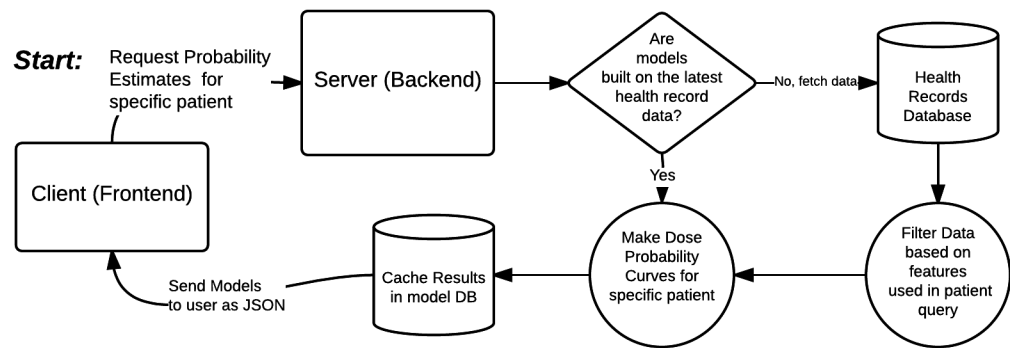 Start:
Request Probability
Estimates for
specific patient
Server (Backend)
Are
models
built on the latest
health record
data?
No, fetch data
Health
Records
Database
Client (Frontend)
Yes
Make Dose
Probability
Curves for
specific patient
Filter Data
based on
features
used in patient
query
Cache Results
in model DB
Send Models
to user as JSON